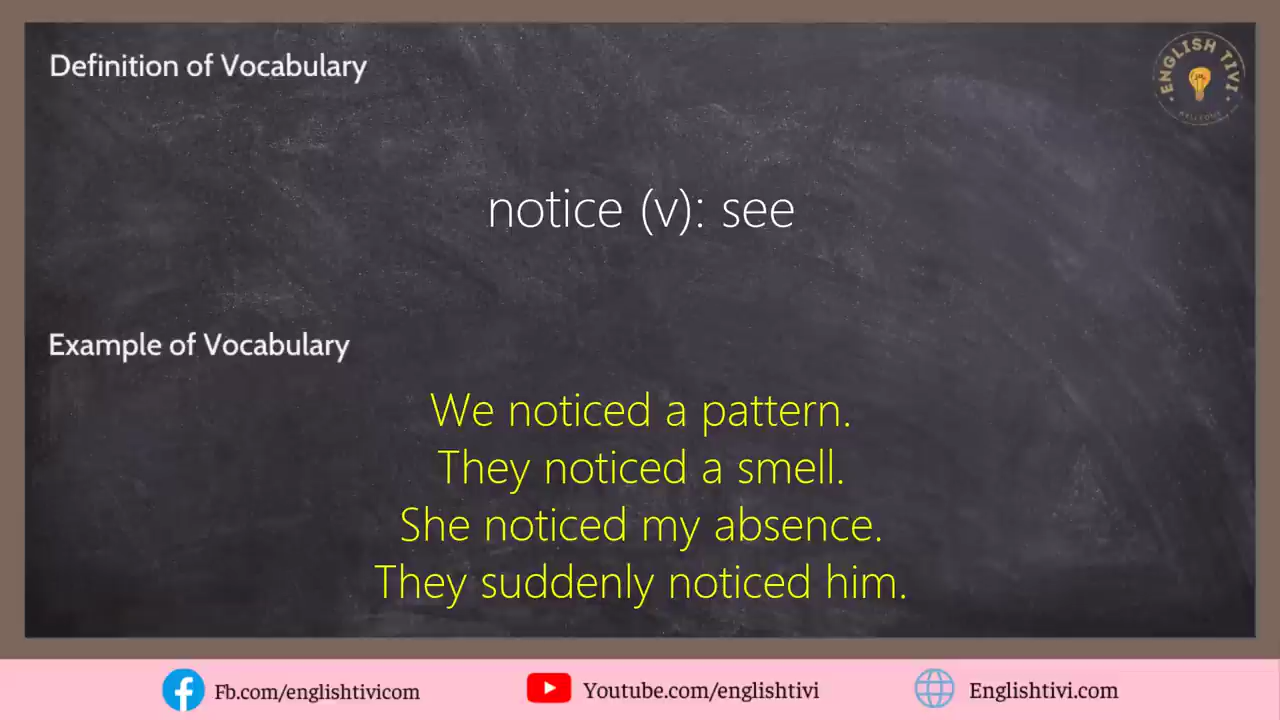 Definition of Vocabulary
ENGLISH TIVI
notice (v): see
Example of Vocabulary
We noticed a pattern.
They noticed a smell.
She noticed my absence.
They suddenly noticed him.
Fb.com/englishtivicom
Youtube.com/englishtivi
Englishtivi.com